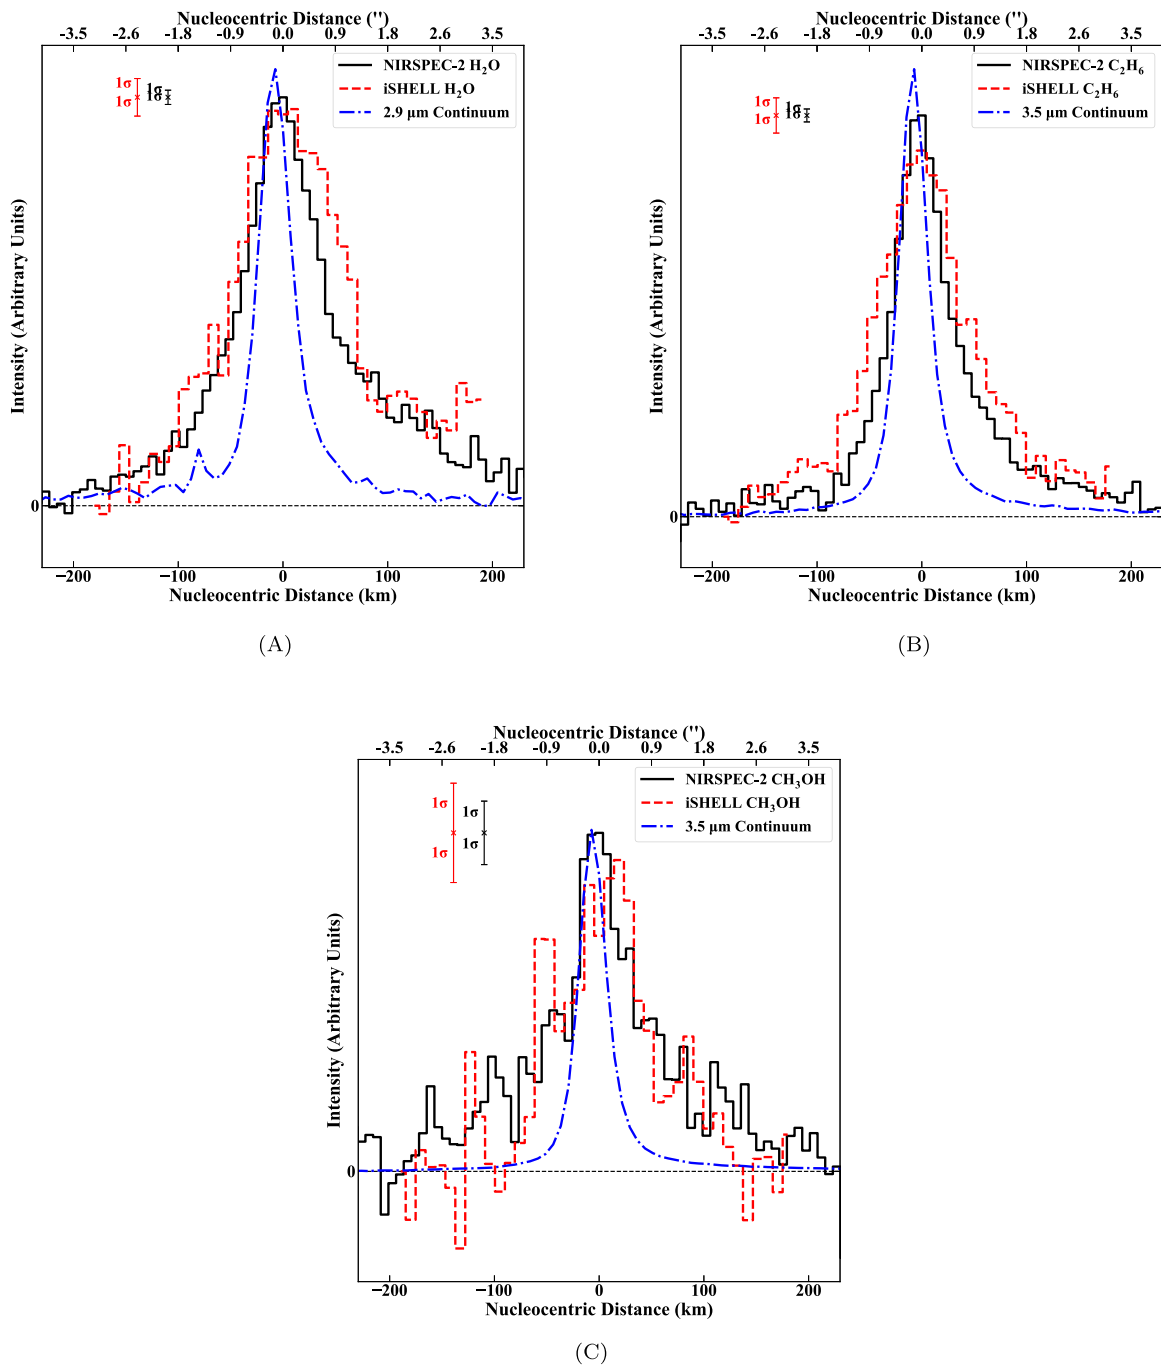 Nucleocentric Distance ('')
-3.5 -2.6 -1.8 -0.9 0.0 0.9 1.8 2.6 3.5
NIRSPEC-2 H₂O
iSHELL H₂O
2.9 µm Continuum
1σ
1σ
1σ
1σ
Intensity (Arbitrary Units)
0
−200 −100 0 100 200
Nucleocentric Distance (km)
(A)
Nucleocentric Distance ('')
-3.5 -2.6 -1.8 -0.9 0.0 0.9 1.8 2.6 3.5
NIRSPEC-2 C₂H₆
iSHELL C₂H₆
3.5 µm Continuum
1σ
1σ
1σ
1σ
Intensity (Arbitrary Units)
0
−200 −100 0 100 200
Nucleocentric Distance (km)
(B)
Nucleocentric Distance ('')
-3.5 -2.6 -1.8 -0.9 0.0 0.9 1.8 2.6 3.5
NIRSPEC-2 CH₃OH
iSHELL CH₃OH
3.5 µm Continuum
1σ
1σ
1σ
1σ
Intensity (Arbitrary Units)
0
−200 −100 0 100 200
Nucleocentric Distance (km)
(C)